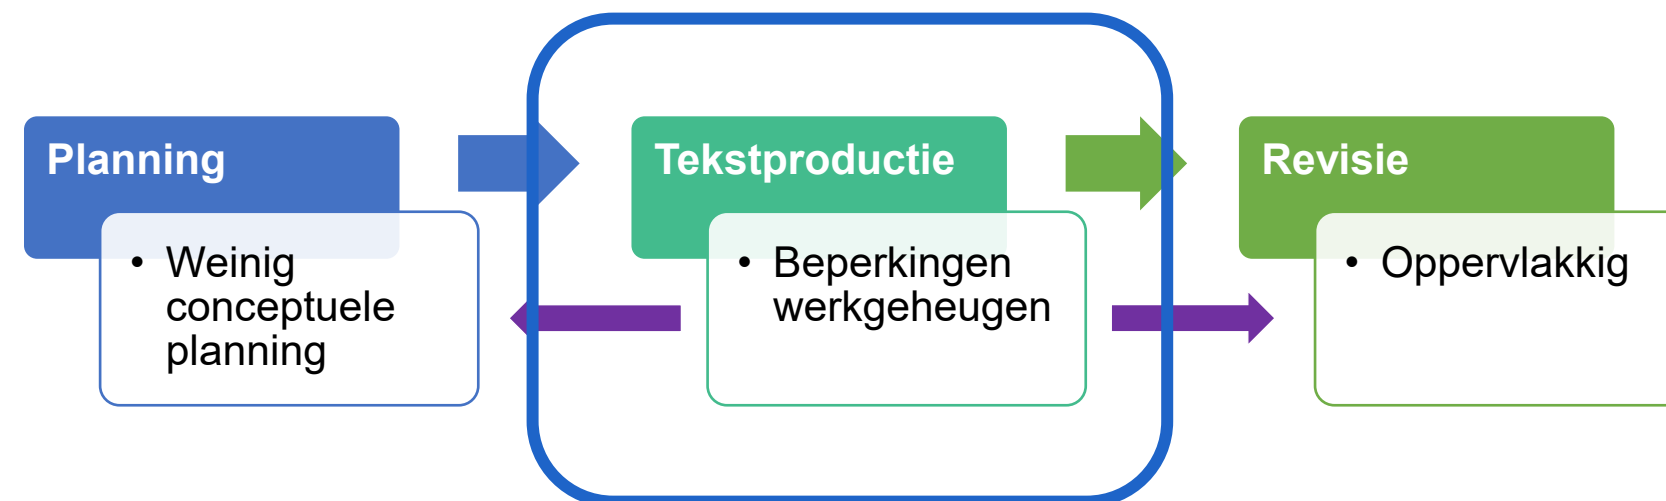 Planning
• Weinig
conceptuele
planning
Tekstproductie
• Beperkingen
werkgeheugen
Revisie
• Oppervlakkig